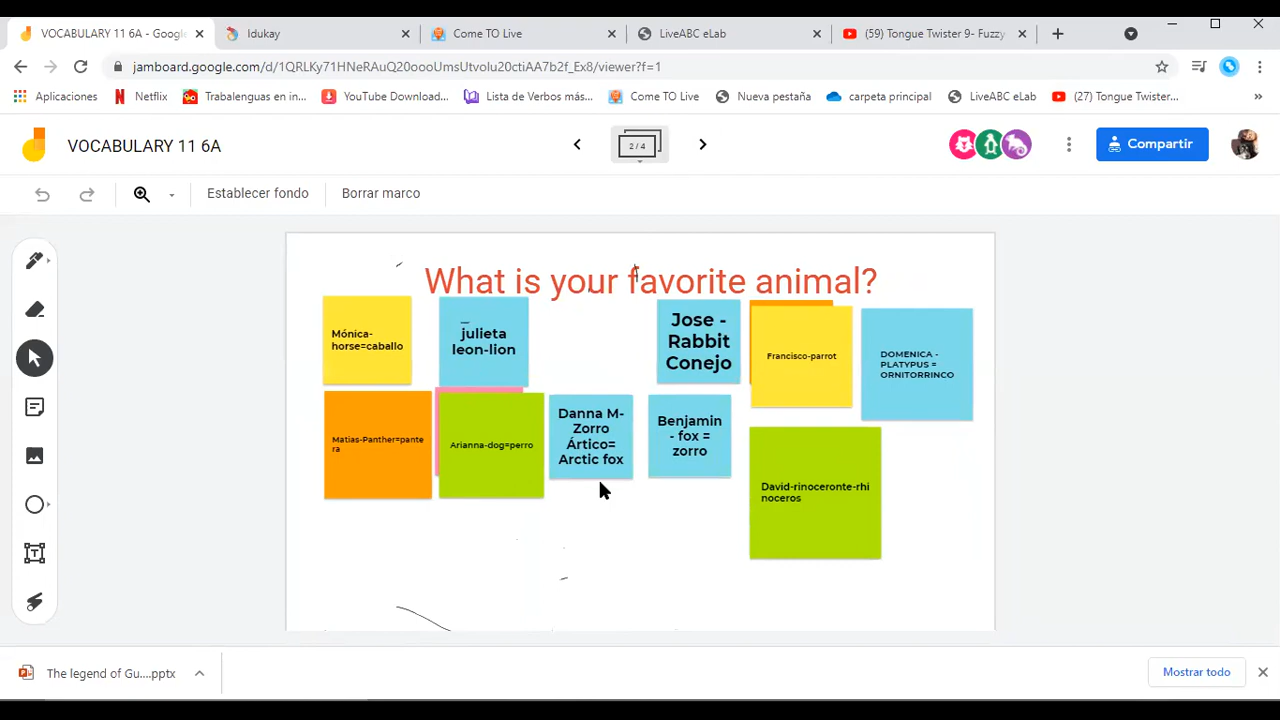 VOCABULARY 11 6A - Google
Idukay
Come TO Live
LiveABC eLab
(59) Tongue Twister 9- Fuzzy
jamboard.google.com/d/1QRLKy71HNeRAuQ20oooUmsUtvolu20ctiAA7b2f_Ex8/viewer?f=1
Aplicaciones
Netflix
Trabalenguas en in...
YouTube Download...
Lista de Verbos más...
Come TO Live
Nueva pestaña
carpeta principal
LiveABC eLab
(27) Tongue Twister...
»
VOCABULARY 11 6A
2 / 4
Compartir
Establecer fondo
Borrar marco
What is your favorite animal?
Mónica-
horse=caballo
julieta
leon-lion
Jose -
Rabbit
Conejo
Francisco-parrot
DOMENICA -
PLATYPUS =
ORNITORRINCO
Matias-Panther=pante
ra
Arianna-dog=perro
Danna M-
Zorro
Ártico=
Arctic fox
Benjamin
- fox =
zorro
David-rinoceronte-rhi
noceros
The legend of Gu....pptx
Mostrar todo